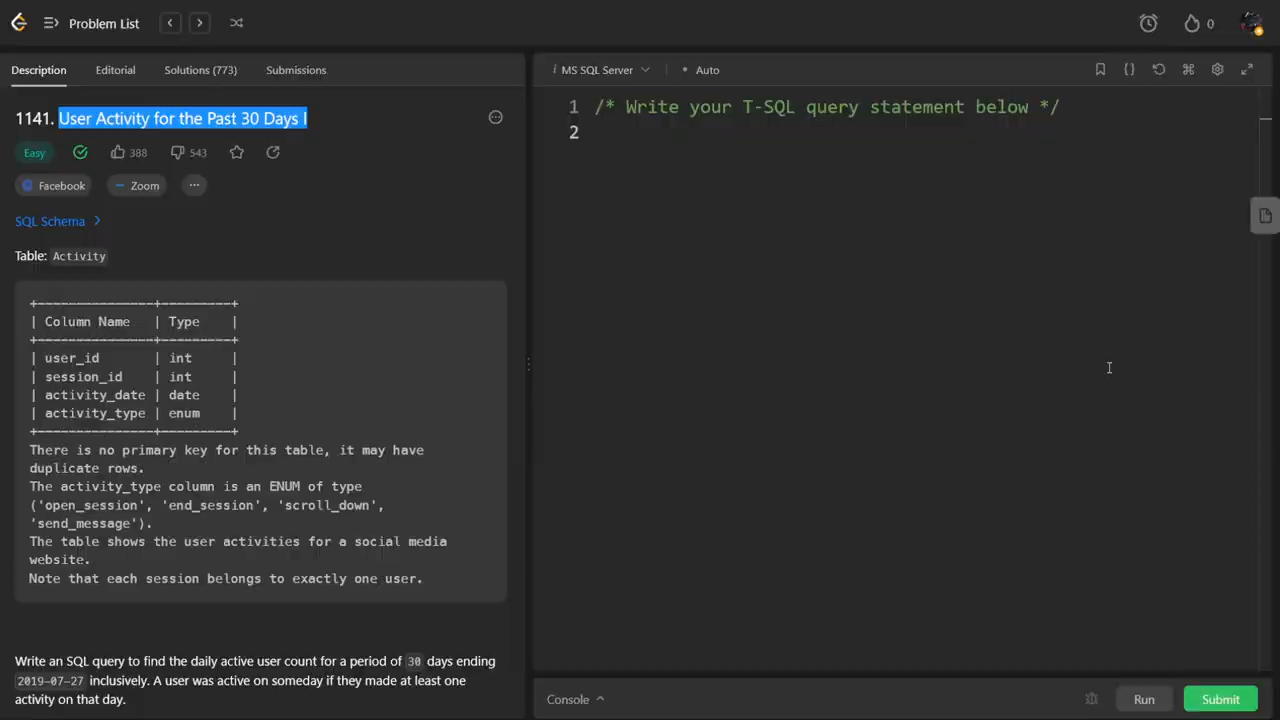 Problem List
0
Description Editorial Solutions (773) Submissions
1141. User Activity for the Past 30 Days I
Easy 388 543
Facebook Zoom ...
SQL Schema >
Table: Activity
+---------------+---------+
| Column Name | Type |
+---------------+---------+
| user_id | int |
| session_id | int |
| activity_date | date |
| activity_type | enum |
+---------------+---------+
There is no primary key for this table, it may have
duplicate rows.
The activity_type column is an ENUM of type
('open_session', 'end_session', 'scroll_down',
'send_message').
The table shows the user activities for a social media
website.
Note that each session belongs to exactly one user.
Write an SQL query to find the daily active user count for a period of 30 days ending
2019-07-27 inclusively. A user was active on someday if they made at least one
activity on that day.
i MS SQL Server • Auto
1 /* Write your T-SQL query statement below */
2
Console Run Submit